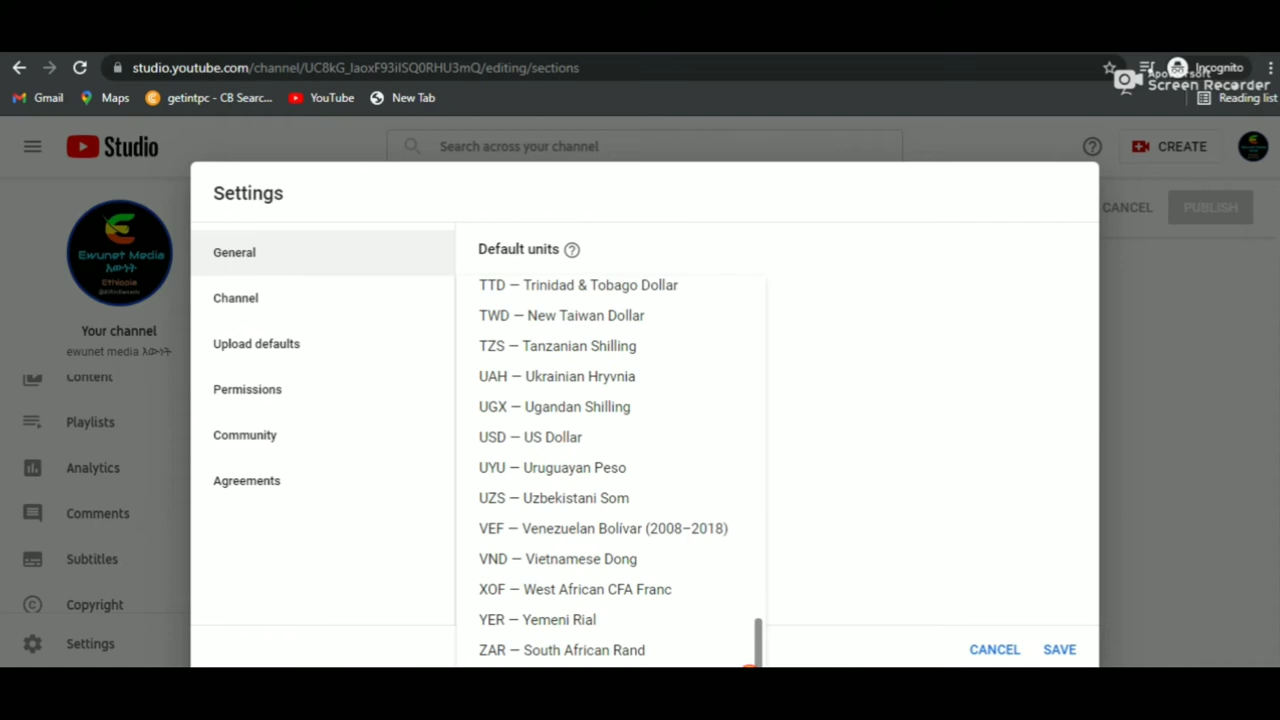 studio.youtube.com/channel/UC8kG_laoxF93iISQ0RHU3mQ/editing/sections
Incognito
Screen Recorder
Gmail
Maps
getintpc - CB Searc...
YouTube
New Tab
Reading list
Studio
Search across your channel
CREATE
Settings
CANCEL
PUBLISH
Ewunet Media
እውነት
Ethiopia
General
Default units
TTD — Trinidad & Tobago Dollar
Channel
TWD — New Taiwan Dollar
Your channel
Upload defaults
TZS — Tanzanian Shilling
ewunet media እውነት
Content
Permissions
UAH — Ukrainian Hryvnia
UGX — Ugandan Shilling
Playlists
Community
USD — US Dollar
Analytics
Agreements
UYU — Uruguayan Peso
UZS — Uzbekistani Som
Comments
VEF — Venezuelan Bolívar (2008–2018)
Subtitles
VND — Vietnamese Dong
XOF — West African CFA Franc
Copyright
YER — Yemeni Rial
Settings
ZAR — South African Rand
CANCEL
SAVE